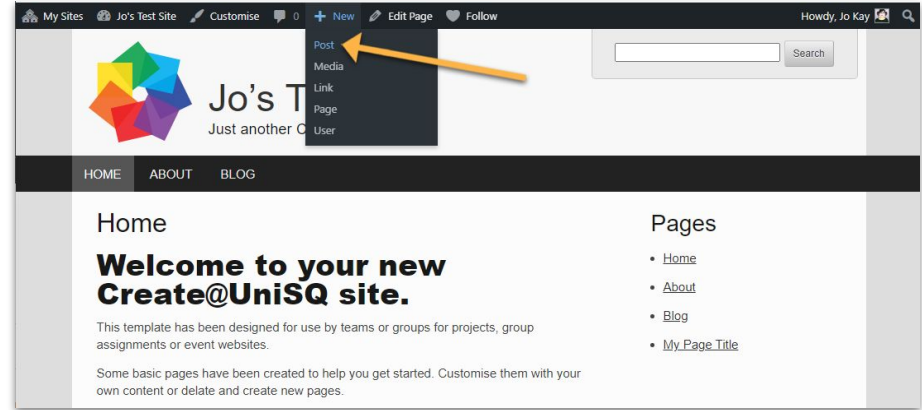 My Sites Jo's Test Site Customise 0 + New Edit Page Follow Howdy, Jo Kay
Post
Media
Link
Page
User
Search
Jo's T
Just another C
HOME ABOUT BLOG
Home
Welcome to your new
Create@UniSQ site.
This template has been designed for use by teams or groups for projects, group
assignments or event websites.
Some basic pages have been created to help you get started. Customise them with your
own content or delate and create new pages.
Pages
• Home
• About
• Blog
• My Page Title